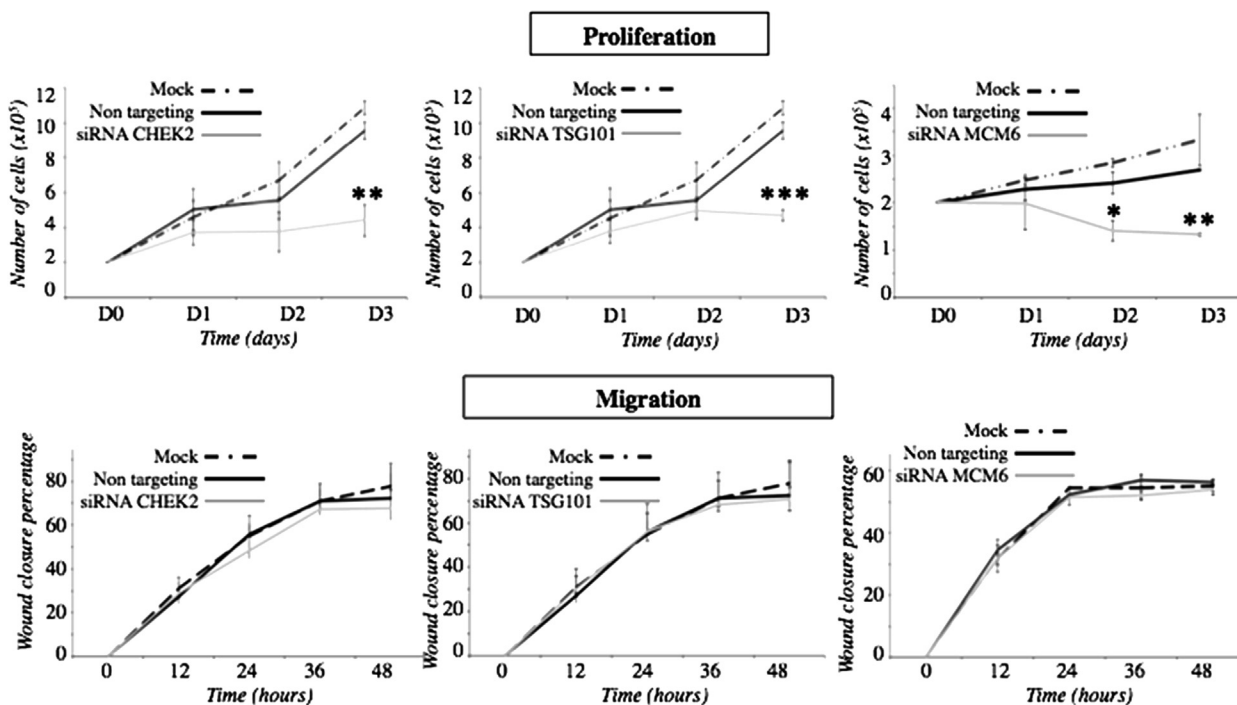 Proliferation
Mock
Non targeting
siRNA CHEK2
Number of cells (x10⁵)
12
10
8
6
4
2
0
D0 D1 D2 D3
Time (days)
**
Mock
Non targeting
siRNA TSG101
Number of cells (x10⁵)
12
10
8
6
4
2
0
D0 D1 D2 D3
Time (days)
***
Mock
Non targeting
siRNA MCM6
Number of cells (x10⁵)
4
3
2
1
0
D0 D1 D2 D3
Time (days)
*
**
Migration
Mock
Non targeting
siRNA CHEK2
Wound closure percentage
80
60
40
20
0
0 12 24 36 48
Time (hours)
Mock
Non targeting
siRNA TSG101
Wound closure percentage
80
60
40
20
0
0 12 24 36 48
Time (hours)
Mock
Non targeting
siRNA MCM6
Wound closure percentage
60
40
20
0
0 12 24 36 48
Time (hours)